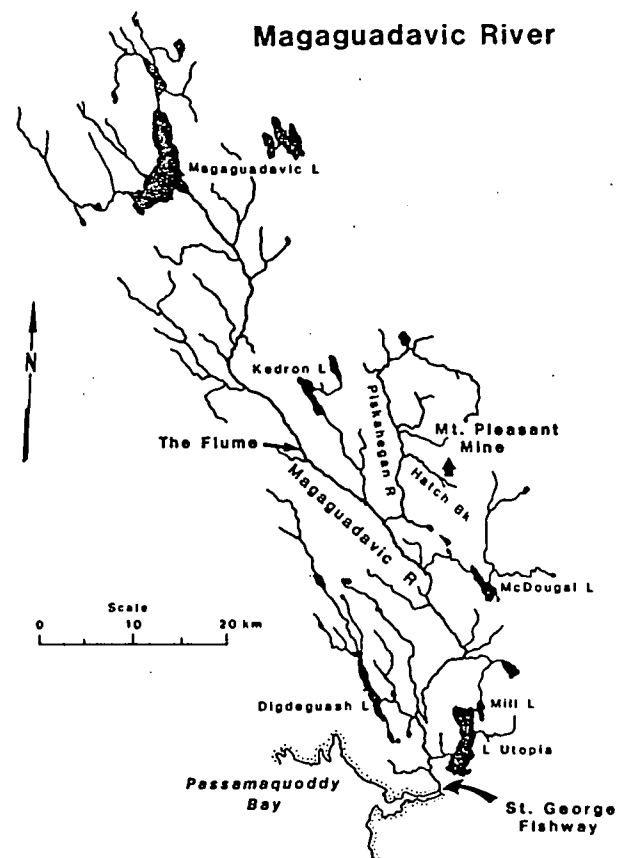 Magaguadavic River
Magaguadavic L
N
Kedron L
Piskahegan R
Mt. Pleasant
Mine
The Flume
Hatch Bk
Magaguadavic R
McDougal L
Scale
0 10 20 km
Digdeguash L
Mill L
L Utopia
Passamaquoddy
Bay
St. George
Fishway